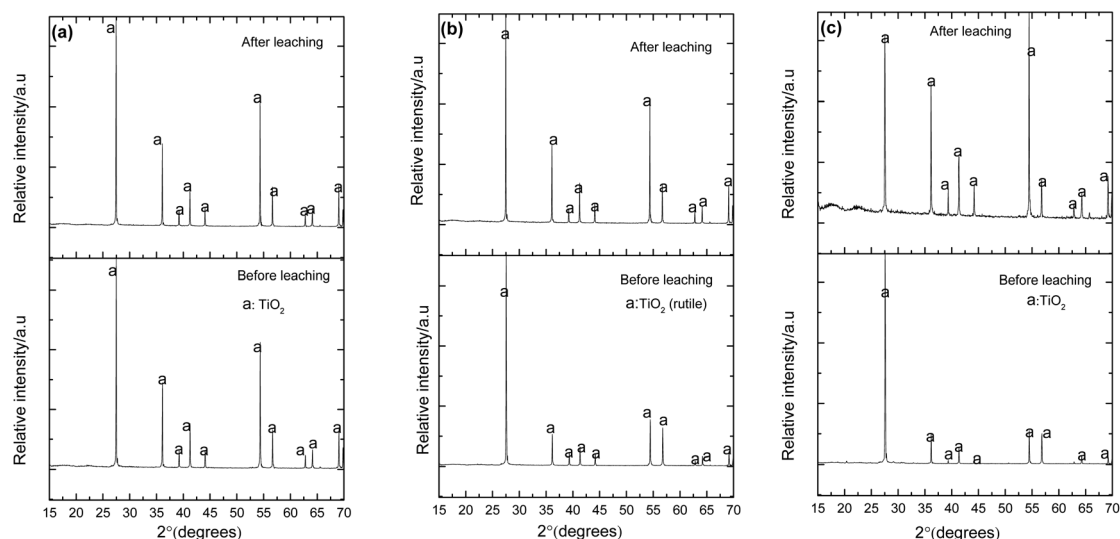 (a)
a
After leaching
a
a
a
a
a
a
a
a
a
a
Relative intensity/a.u
Before leaching
a: TiO₂
a
a
a
a
a
a
a
a
a
a
Relative intensity/a.u
15 20 25 30 35 40 45 50 55 60 65 70
2°(degrees)
(b)
a
After leaching
a
a
a
a
a
a
a
a
a
Relative intensity/a.u
Before leaching
a:TiO₂ (rutile)
a
a
a
a
a
a
a
a
a
a
Relative intensity/a.u
15 20 25 30 35 40 45 50 55 60 65 70
2°(degrees)
(c)
After leaching
a
a
a
a
a
a
a
a
a
a
Relative intensity/a.u
Before leaching
a:TiO₂
a
a
a
a
a
a
a
a
a
Relative intensity/a.u
15 20 25 30 35 40 45 50 55 60 65 70
2°(degrees)